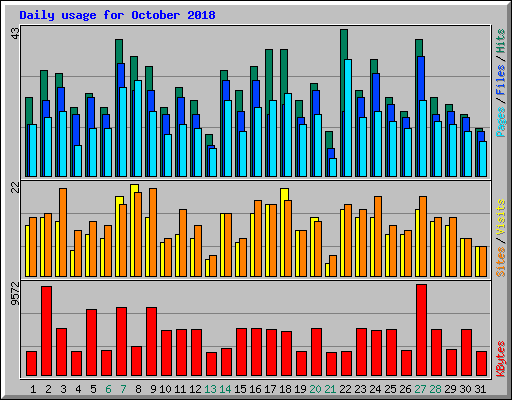 Daily usage for October 2018
43
Pages / Files / Hits
22
Sites / Visits
9572
KBytes
1 2 3 4 5 6 7 8 9 10 11 12 13 14 15 16 17 18 19 20 21 22 23 24 25 26 27 28 29 30 31